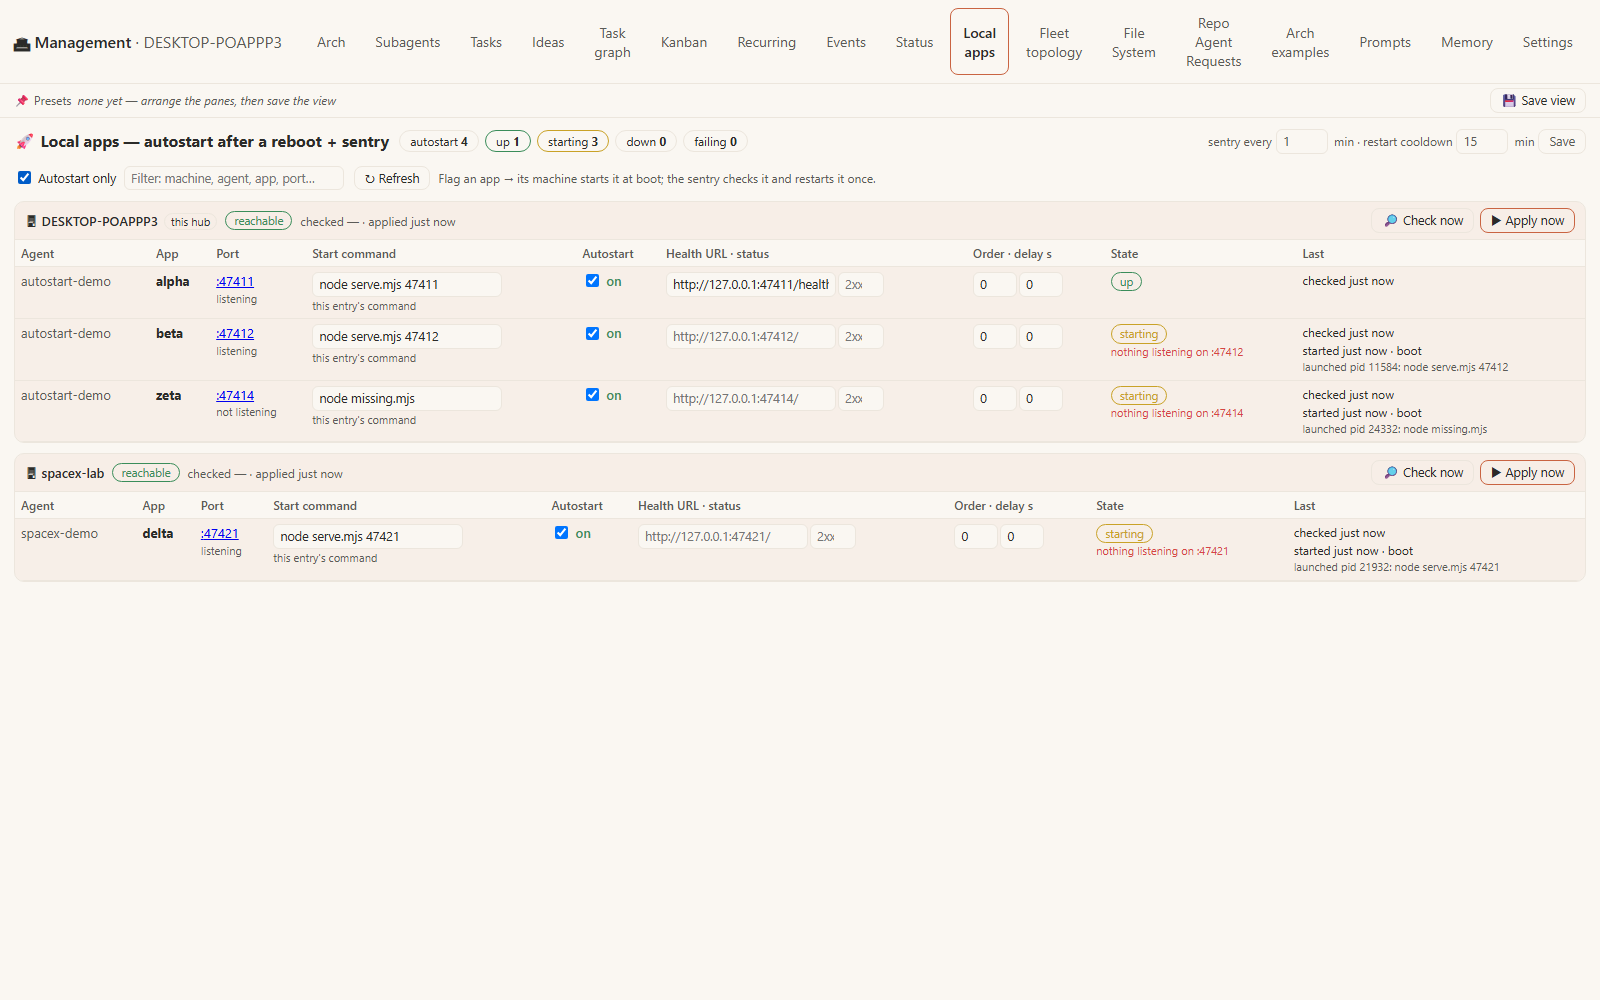 Management · DESKTOP-POAPPP3 Arch Subagents Tasks Ideas Task graph Kanban Recurring Events Status Local apps Fleet topology File System Repo Agent Requests Arch examples Prompts Memory Settings
Presets none yet — arrange the panes, then save the view Save view
Local apps — autostart after a reboot + sentry autostart 4 up 1 starting 3 down 0 failing 0 sentry every 1 min · restart cooldown 15 min Save
Autostart only Filter: machine, agent, app, port... ↻ Refresh Flag an app → its machine starts it at boot; the sentry checks it and restarts it once.
DESKTOP-POAPPP3 this hub reachable checked — · applied just now Check now ▶ Apply now
Agent App Port Start command Autostart Health URL · status Order · delay s State Last
autostart-demo alpha :47411 node serve.mjs 47411 on http://127.0.0.1:47411/health 2xx 0 0 up checked just now
listening this entry's command
autostart-demo beta :47412 node serve.mjs 47412 on http://127.0.0.1:47412/ 2xx 0 0 starting checked just now
listening this entry's command nothing listening on :47412 started just now · boot
launched pid 11584: node serve.mjs 47412
autostart-demo zeta :47414 node missing.mjs on http://127.0.0.1:47414/ 2xx 0 0 starting checked just now
not listening this entry's command nothing listening on :47414 started just now · boot
launched pid 24332: node missing.mjs
spacex-lab reachable checked — · applied just now Check now ▶ Apply now
Agent App Port Start command Autostart Health URL · status Order · delay s State Last
spacex-demo delta :47421 node serve.mjs 47421 on http://127.0.0.1:47421/ 2xx 0 0 starting checked just now
listening this entry's command nothing listening on :47421 started just now · boot
launched pid 21932: node serve.mjs 47421